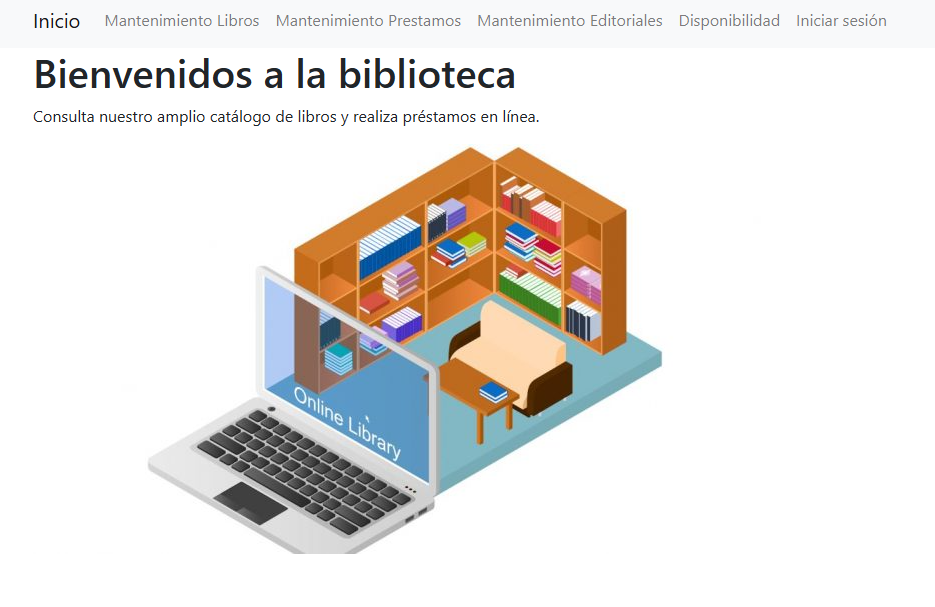 Inicio Mantenimiento Libros Mantenimiento Prestamos Mantenimiento Editoriales Disponibilidad Iniciar sesión
Bienvenidos a la biblioteca
Consulta nuestro amplio catálogo de libros y realiza préstamos en línea.
Online Library